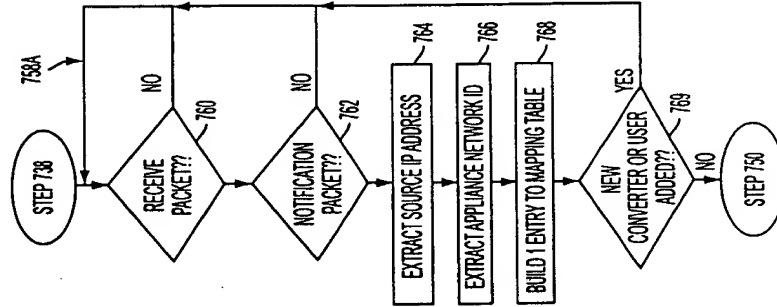 STEP 738
758A
RECEIVE
PACKET??
760
NO
NOTIFICATION
PACKET??
762
NO
EXTRACT SOURCE IP ADDRESS
764
EXTRACT APPLIANCE NETWORK ID
766
BUILD 1 ENTRY TO MAPPING TABLE
768
NEW
CONVERTER OR USER
ADDED??
769
YES
NO
STEP 750